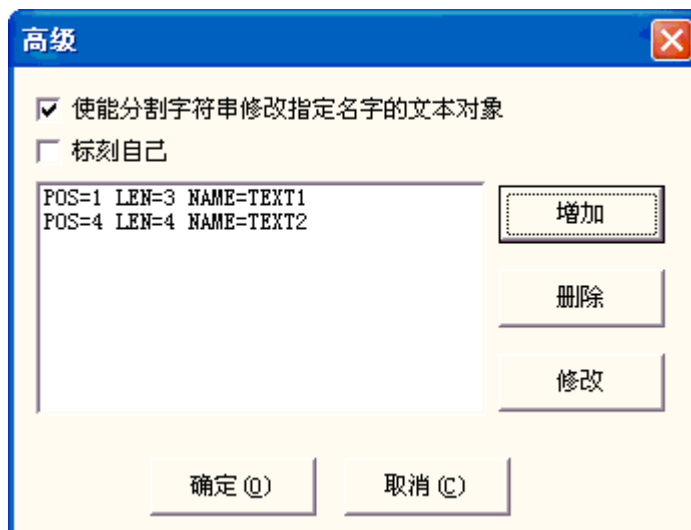 高级
使能分割字符串修改指定名字的文本对象
标刻自己
POS=1 LEN=3 NAME=TEXT1
POS=4 LEN=4 NAME=TEXT2
增加
删除
修改
确定(O) 取消(C)